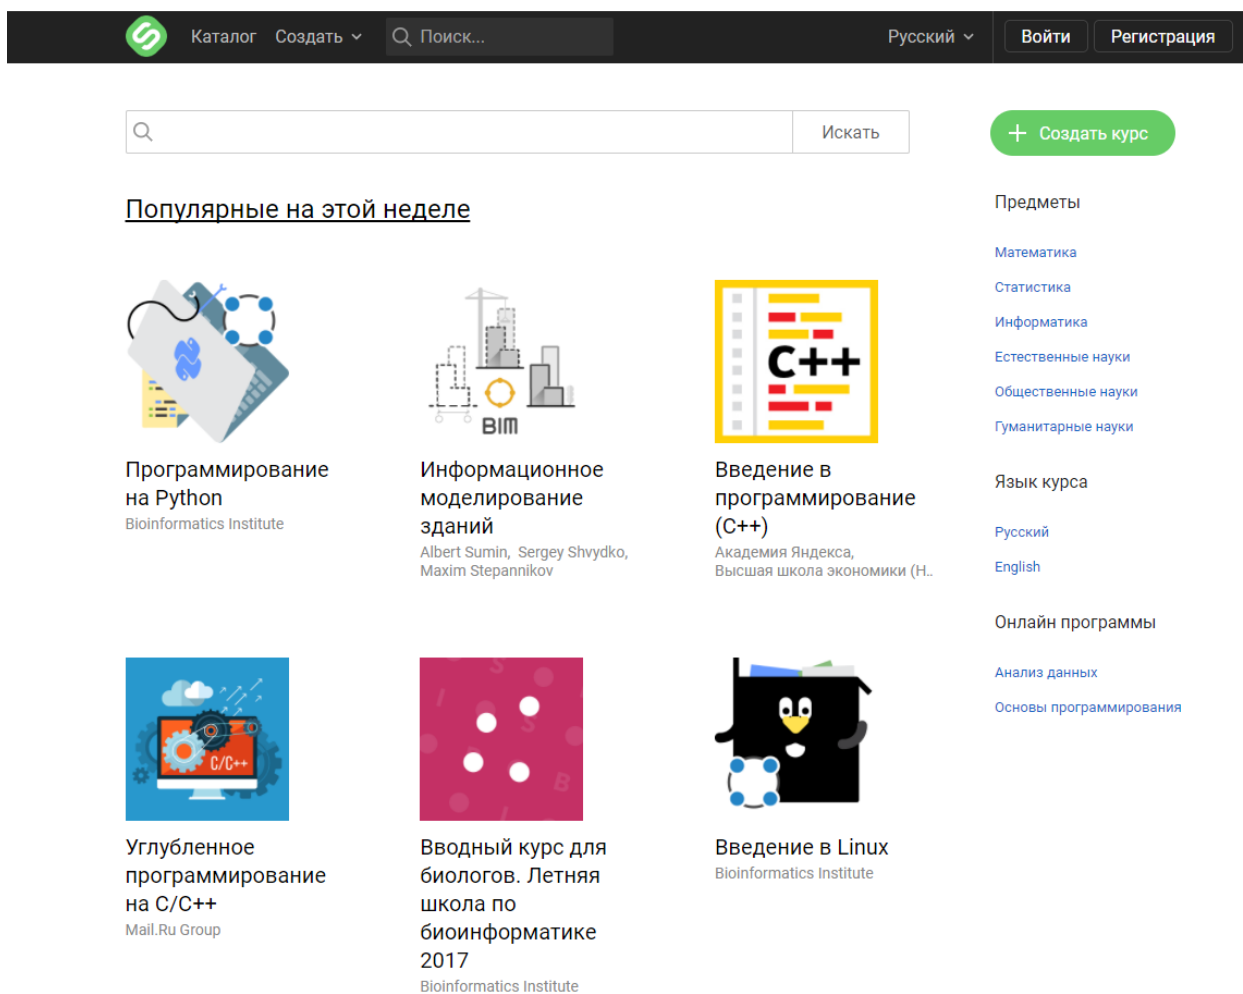 Каталог Создать Поиск... Русский Войти Регистрация
Искать + Создать курс
Популярные на этой неделе
Предметы
Математика
Статистика
Информатика
Естественные науки
Общественные науки
Гуманитарные науки
Язык курса
Русский
English
Онлайн программы
Анализ данных
Основы программирования
BIM
C++
Программирование
на Python
Bioinformatics Institute
Информационное
моделирование
зданий
Albert Sumin, Sergey Shvydko,
Maxim Stepannikov
Введение в
программирование
(C++)
Академия Яндекса,
Высшая школа экономики (Н..
C/C++
Углубленное
программирование
на C/C++
Mail.Ru Group
S
I
S
B
I
S
Вводный курс для
биологов. Летняя
школа по
биоинформатике
2017
Bioinformatics Institute
Введение в Linux
Bioinformatics Institute